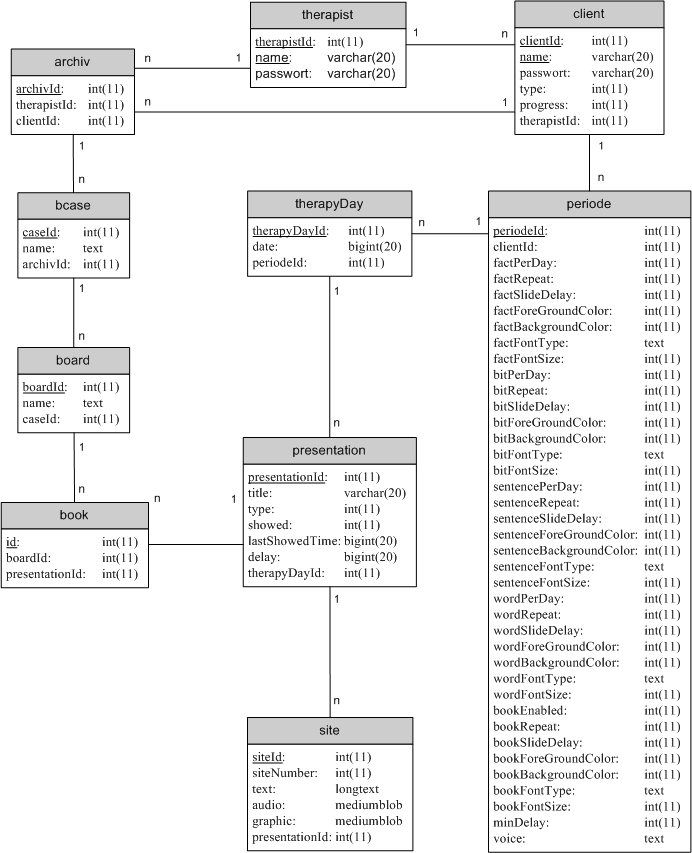 therapist
therapistId: int(11)
name: varchar(20)
passwort: varchar(20)
client
clientId: int(11)
name: varchar(20)
passwort: varchar(20)
type: int(11)
progress: int(11)
therapistId: int(11)
archiv
archivId: int(11)
therapistId: int(11)
clientId: int(11)
n
1
1
n
n
1
1
n
1
n
bcase
caseId: int(11)
name: text
archivId: int(11)
therapyDay
therapyDayId: int(11)
date: bigint(20)
periodeId: int(11)
n
1
periode
periodeId: int(11)
clientId: int(11)
factPerDay: int(11)
factRepeat: int(11)
factSlideDelay: int(11)
factForeGroundColor: int(11)
factBackgroundColor: int(11)
factFontType: text
factFontSize: int(11)
bitPerDay: int(11)
bitRepeat: int(11)
bitSlideDelay: int(11)
bitForeGroundColor: int(11)
bitBackgroundColor: int(11)
bitFontType: text
bitFontSize: int(11)
sentencePerDay: int(11)
sentenceRepeat: int(11)
sentenceSlideDelay: int(11)
sentenceForeGroundColor: int(11)
sentenceBackgroundColor: int(11)
sentenceFontType: text
sentenceFontSize: int(11)
wordPerDay: int(11)
wordRepeat: int(11)
wordSlideDelay: int(11)
wordForeGroundColor: int(11)
wordBackgroundColor: int(11)
wordFontType: text
wordFontSize: int(11)
bookEnabled: int(11)
bookRepeat: int(11)
bookSlideDelay: int(11)
bookForeGroundColor: int(11)
bookBackgroundColor: int(11)
bookFontType: text
bookFontSize: int(11)
minDelay: int(11)
voice: text
1
n
1
n
board
boardId: int(11)
name: text
caseId: int(11)
1
n
book
id: int(11)
boardId: int(11)
presentationId: int(11)
n
1
presentation
presentationId: int(11)
title: varchar(20)
type: int(11)
showed: int(11)
lastShowedTime: bigint(20)
delay: bigint(20)
therapyDayId: int(11)
1
n
site
siteId: int(11)
siteNumber: int(11)
text: longtext
audio: mediumblob
graphic: mediumblob
presentationId: int(11)